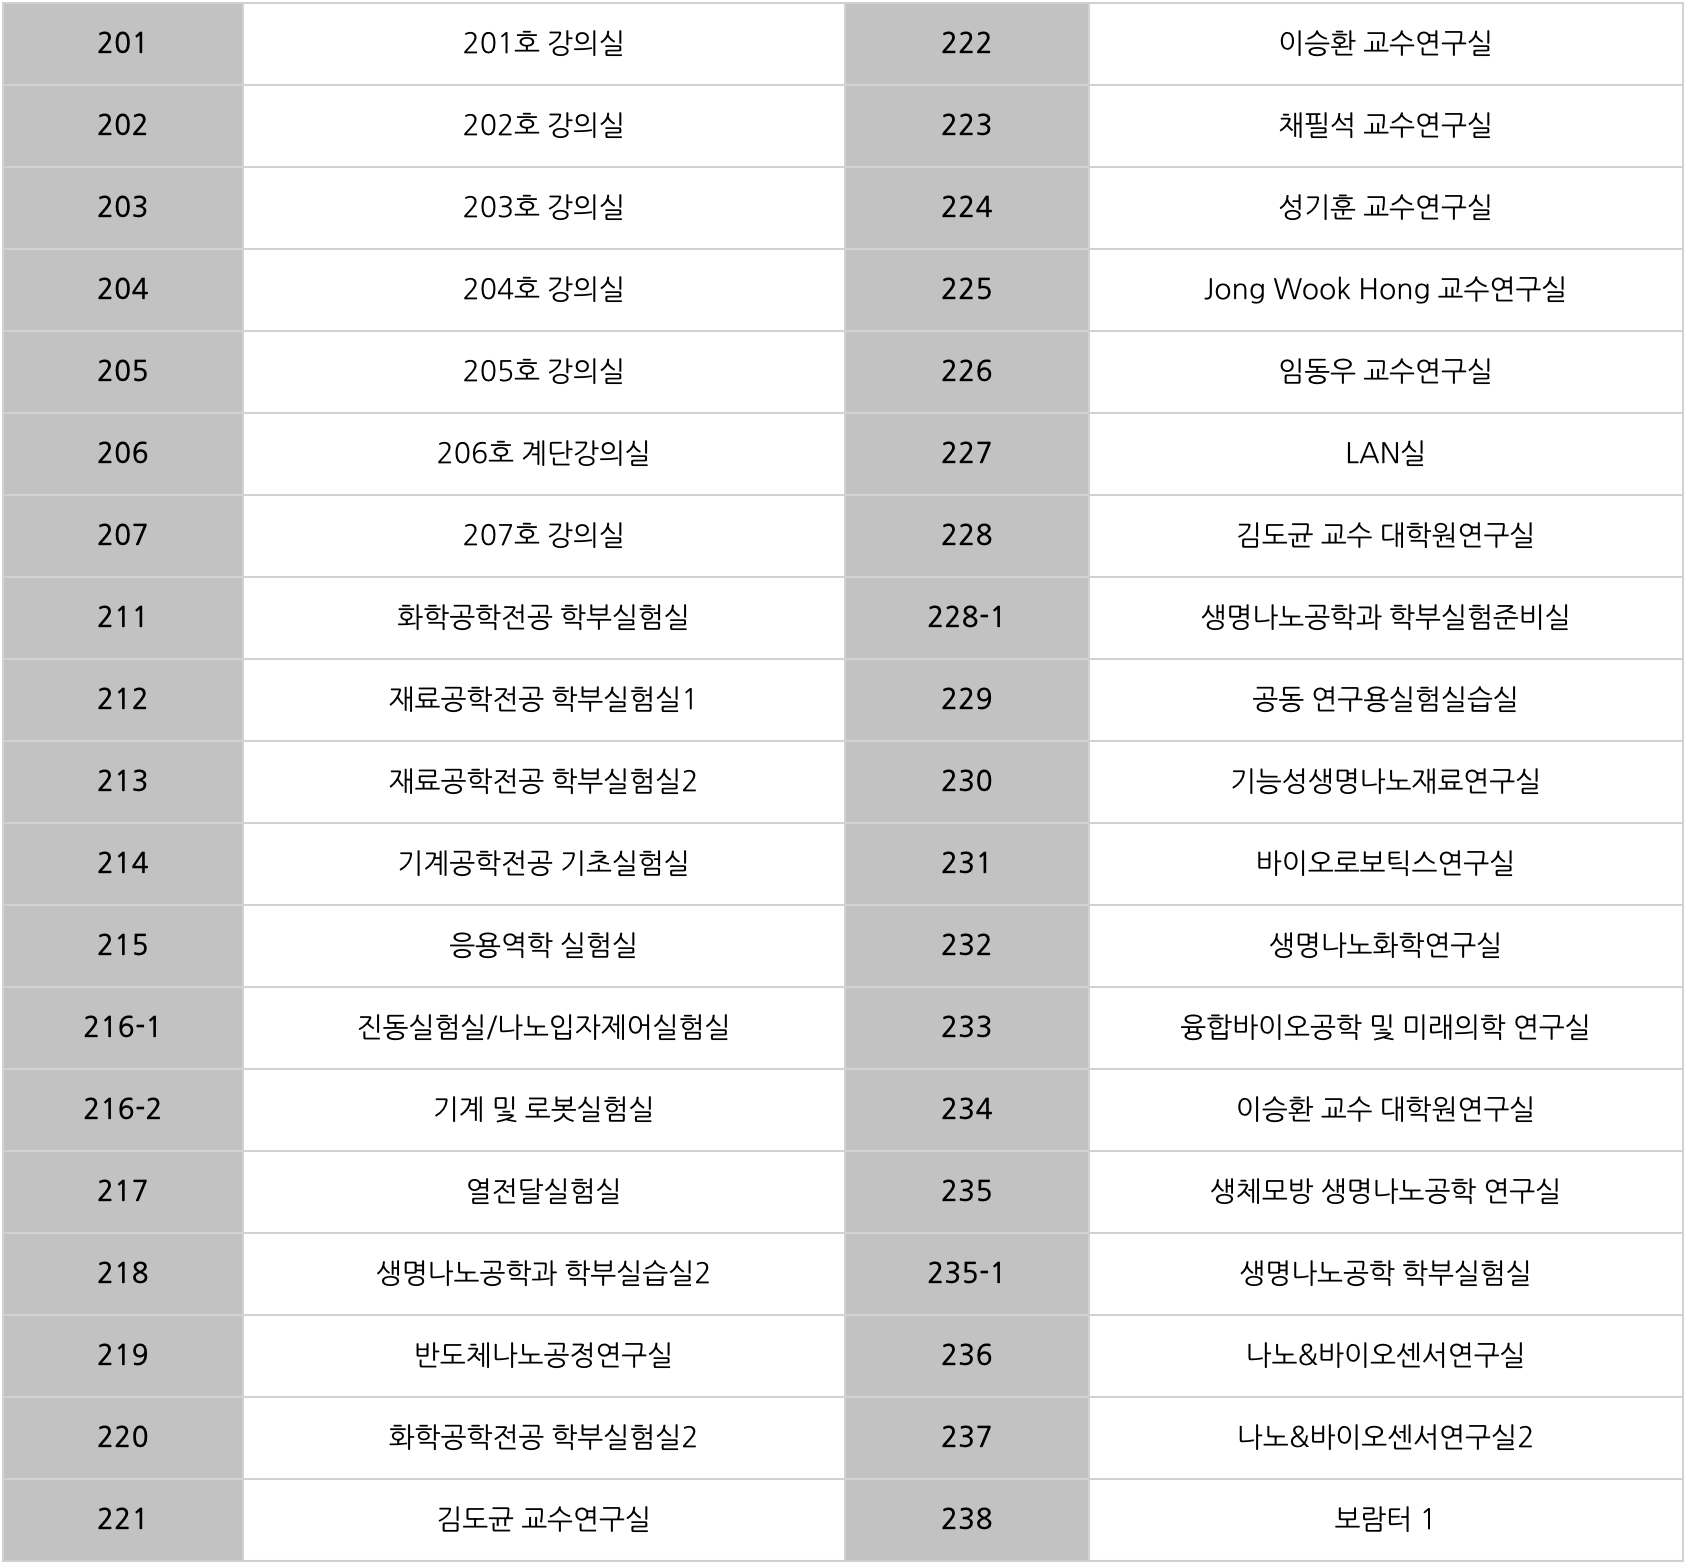 201 201호 강의실 222 이승환 교수연구실
202 202호 강의실 223 채필석 교수연구실
203 203호 강의실 224 성기훈 교수연구실
204 204호 강의실 225 Jong Wook Hong 교수연구실
205 205호 강의실 226 임동우 교수연구실
206 206호 계단강의실 227 LAN실
207 207호 강의실 228 김도균 교수 대학원연구실
211 화학공학전공 학부실험실 228-1 생명나노공학과 학부실험준비실
212 재료공학전공 학부실험실1 229 공동 연구용실험실습실
213 재료공학전공 학부실험실2 230 기능성생명나노재료연구실
214 기계공학전공 기초실험실 231 바이오로보틱스연구실
215 응용역학 실험실 232 생명나노화학연구실
216-1 진동실험실/나노입자제어실험실 233 융합바이오공학 및 미래의학 연구실
216-2 기계 및 로봇실험실 234 이승환 교수 대학원연구실
217 열전달실험실 235 생체모방 생명나노공학 연구실
218 생명나노공학과 학부실습실2 235-1 생명나노공학 학부실험실
219 반도체나노공정연구실 236 나노&바이오센서연구실
220 화학공학전공 학부실험실2 237 나노&바이오센서연구실2
221 김도균 교수연구실 238 보람터 1